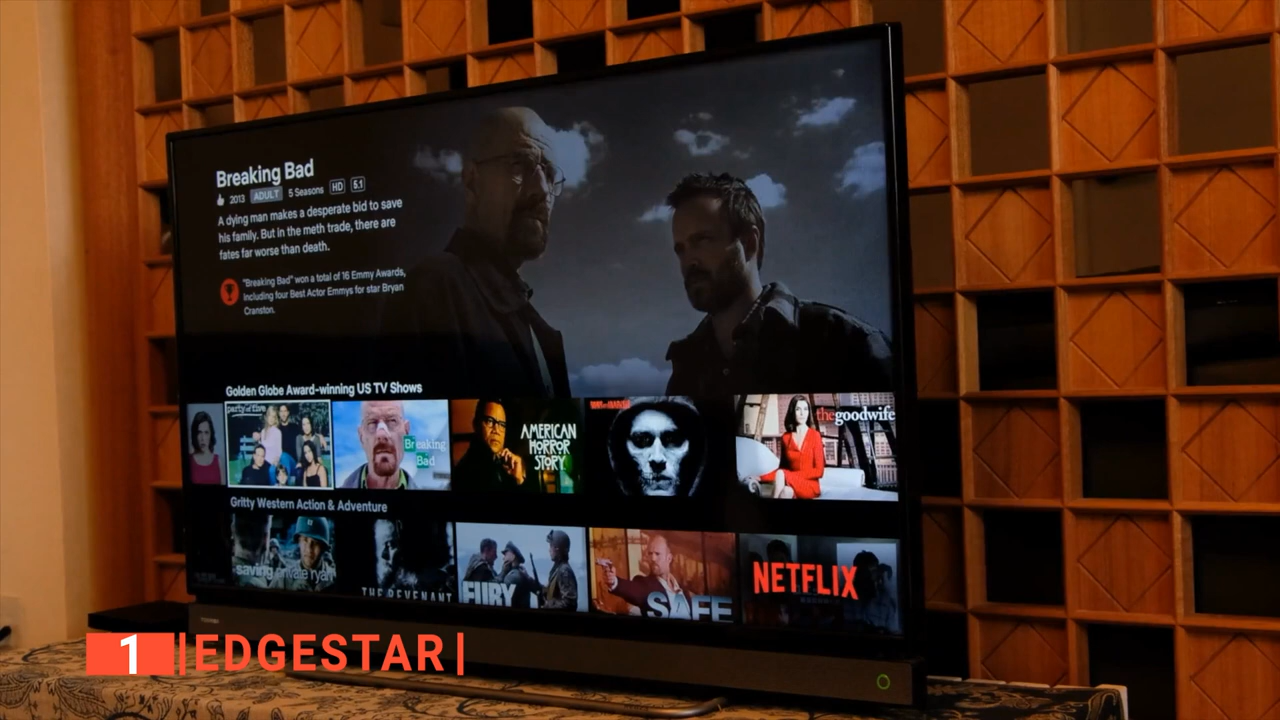 Breaking Bad
2013 ADULT 5 Seasons HD 5.1
A dying man makes a desperate bid to save
his family. But in the meth trade, there are
fates far worse than death.
"Breaking Bad" won a total of 16 Emmy Awards,
including four Best Actor Emmys for star Bryan
Cranston.
Golden Globe Award-winning US TV Shows
party of five
Breaking
Bad
AMERICAN
HORROR
STORY
the good wife
Gritty Western Action & Adventure
saving private ryan
THE REVENANT
FURY
SAFE
NETFLIX
1 |EDGESTAR|